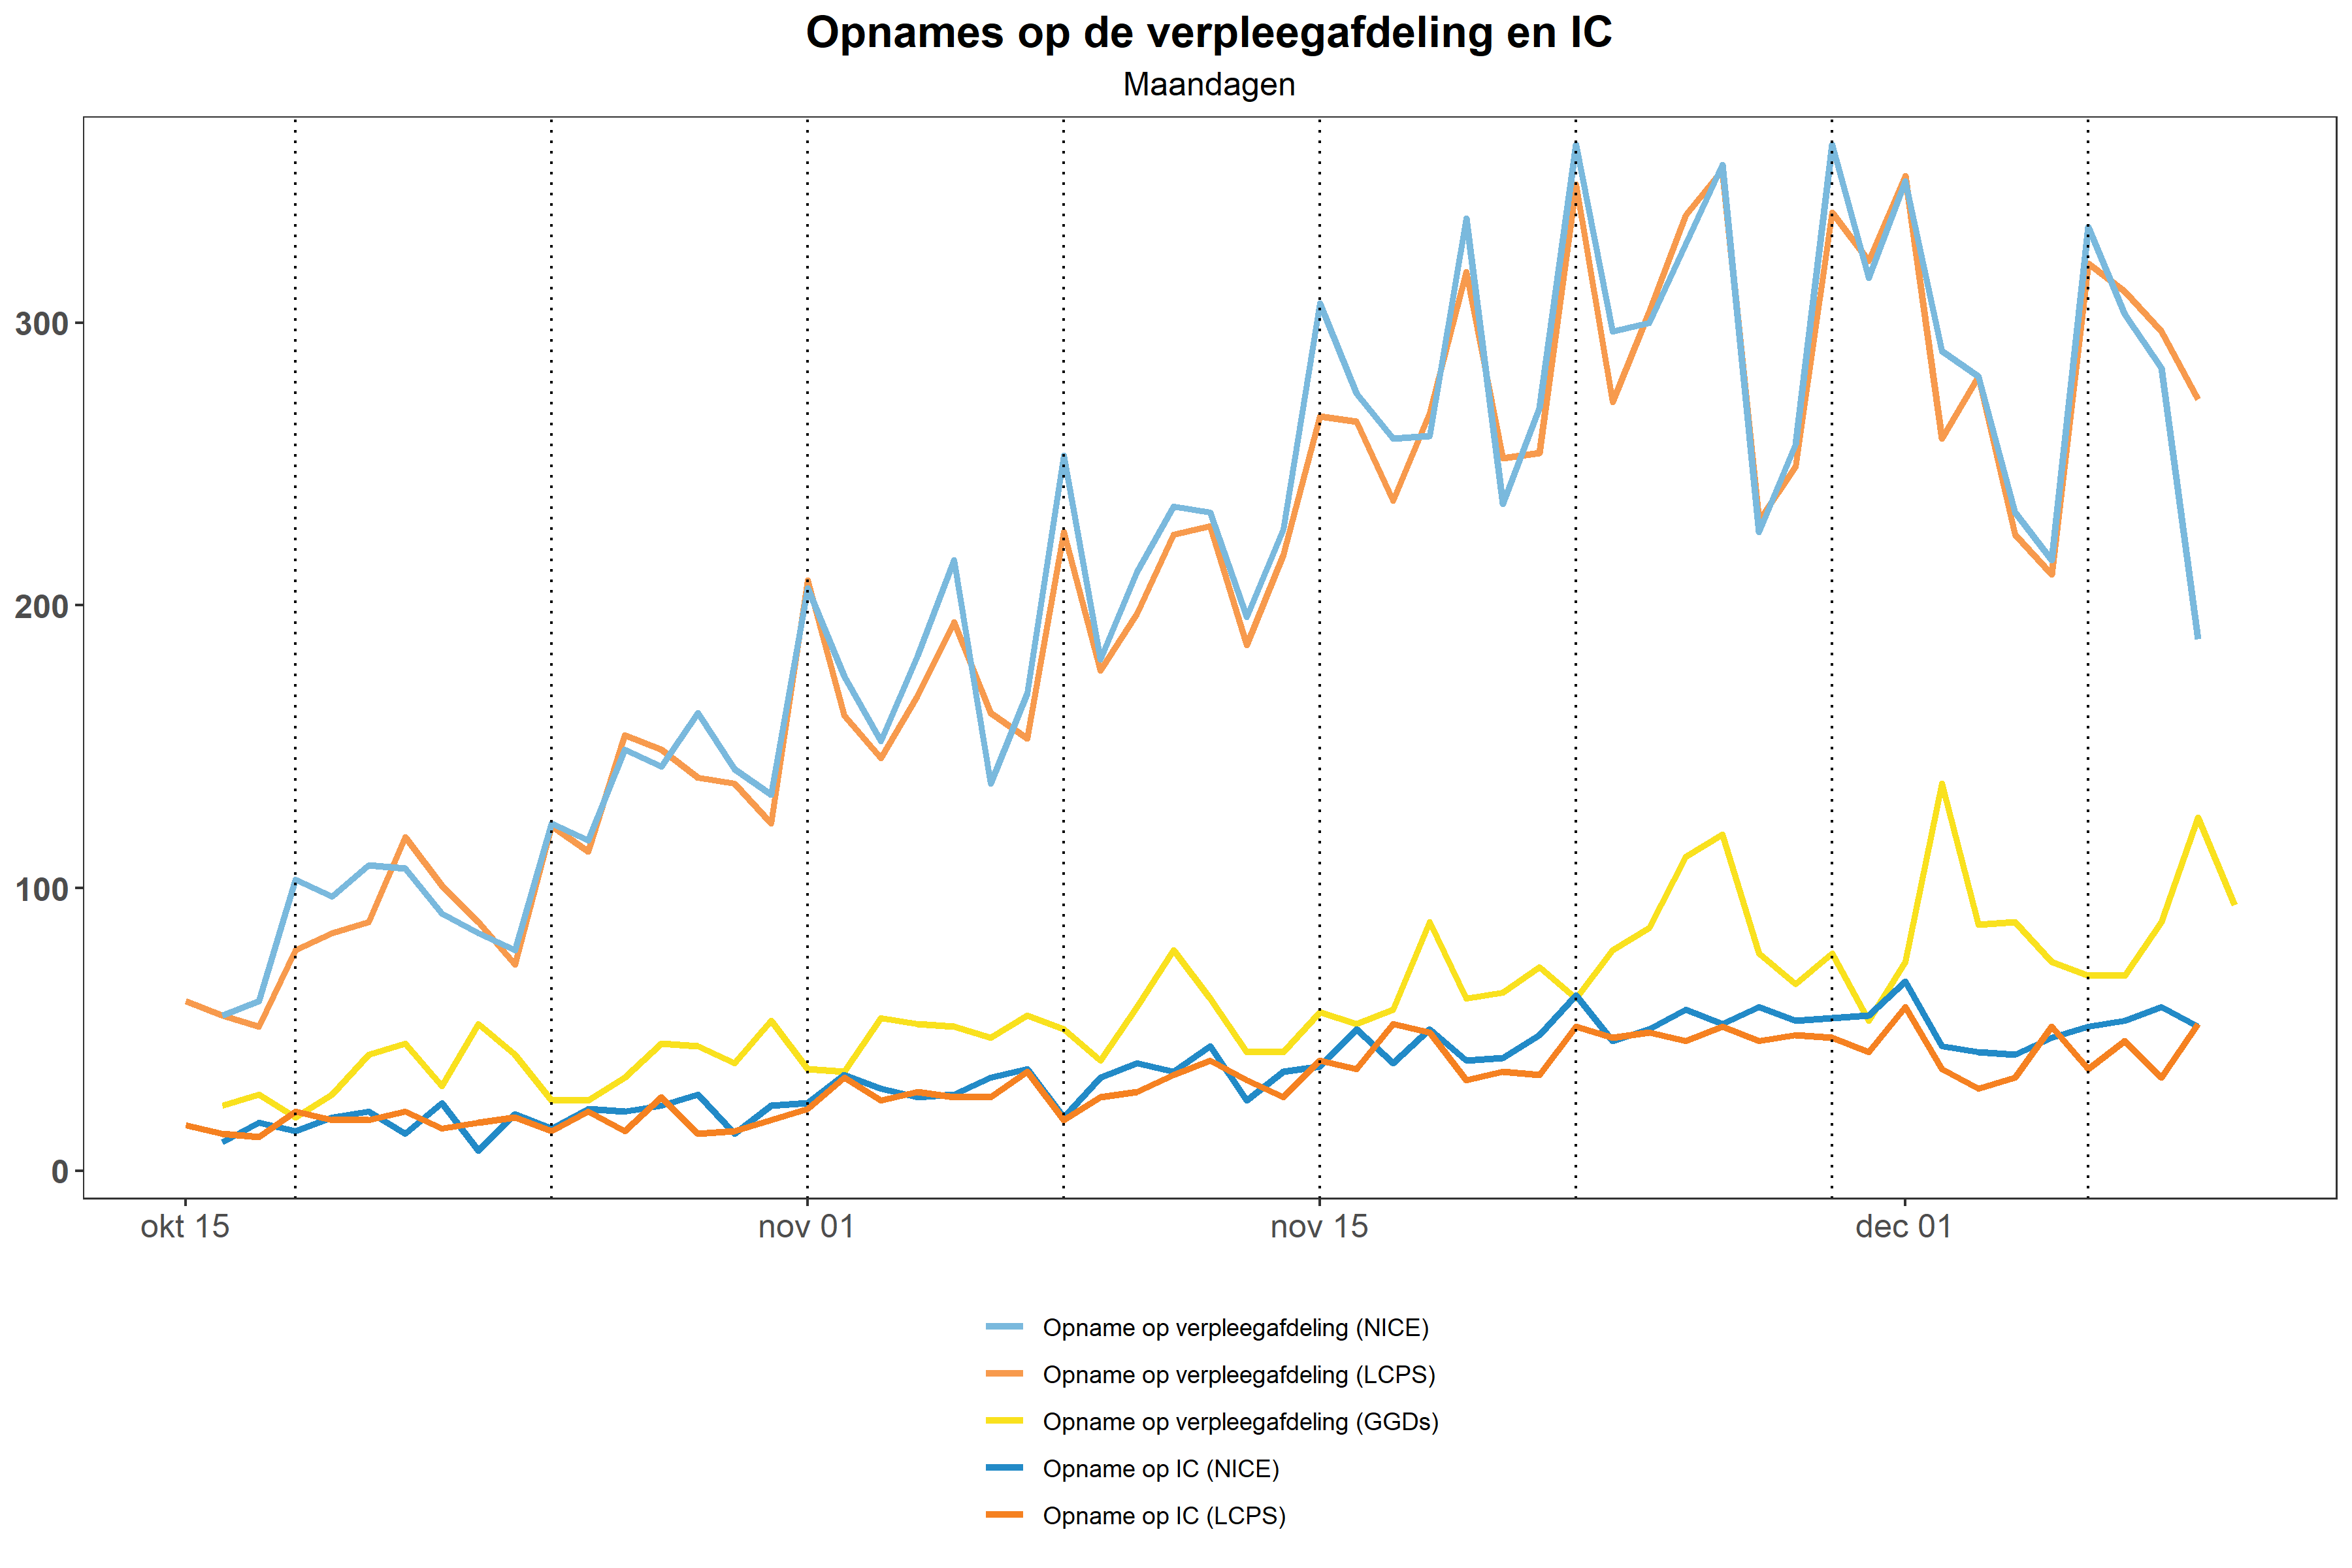 Opnames op de verpleegafdeling en IC
Maandagen
300
200
100
0
okt 15
nov 01
nov 15
dec 01
Opname op verpleegafdeling (NICE)
Opname op verpleegafdeling (LCPS)
Opname op verpleegafdeling (GGDs)
Opname op IC (NICE)
Opname op IC (LCPS)